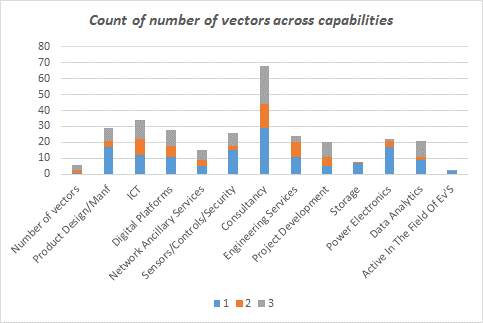 Count of number of vectors across capabilities
80
70
60
50
40
30
20
10
0
Number of vectors
Product Design/Manf
ICT
Digital Platforms
Network Ancillary Services
Sensors/Controls/Security
Consultancy
Engineering Services
Project Development
Storage
Power Electronics
Data Analytics
Active In The Field Of Ev'S
1 2 3